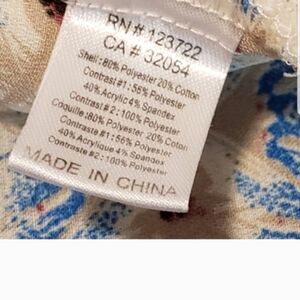 RN # 123722
CA # 32054
Shell: 80% Polyester 20% Cotton
Contrast #1: 56% Polyester
40% Acrylic 4% Spandex
Contrast # 2: 100% Polyester
Coquille: 80% Polyester 20% Coton
Contraste #1: 56% Polyester
40% Acrylic 4% Spandex
Contraste # 2: 100% Polyester
MADE IN CHINA